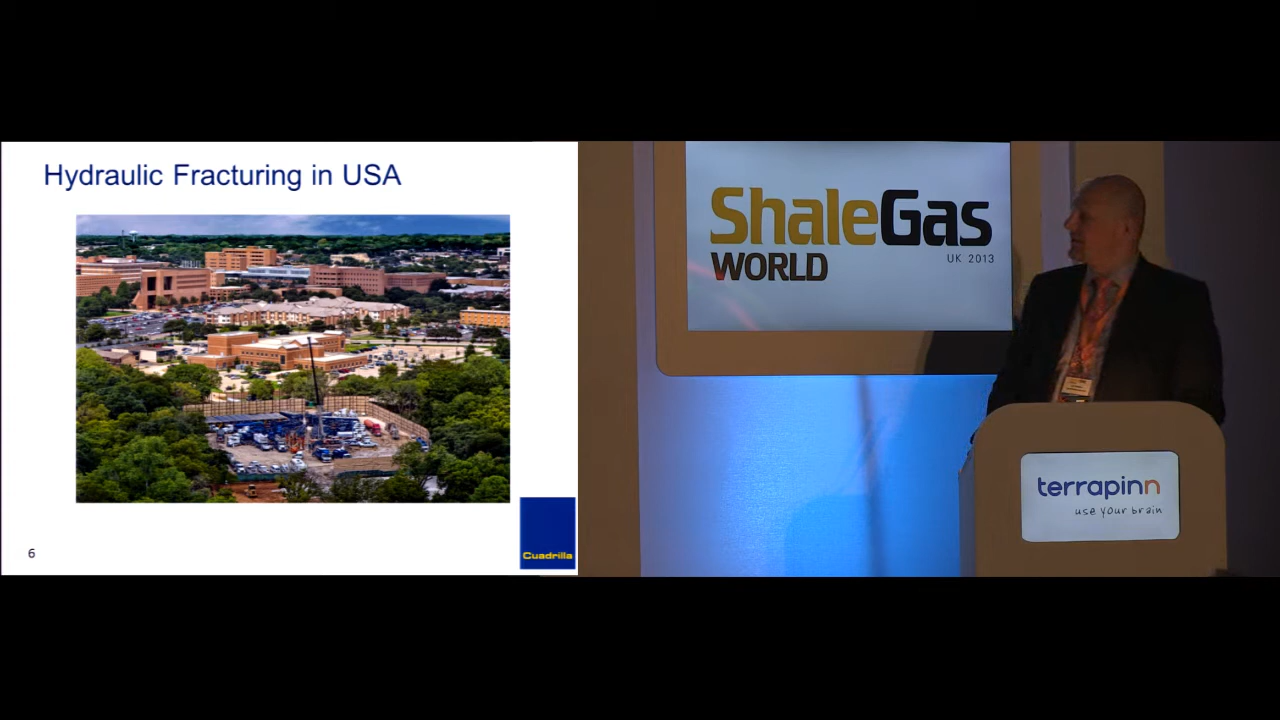 Hydraulic Fracturing in USA
6
Cuadrilla
ShaleGas
WORLD
UK 2013
terrapinn
use your brain